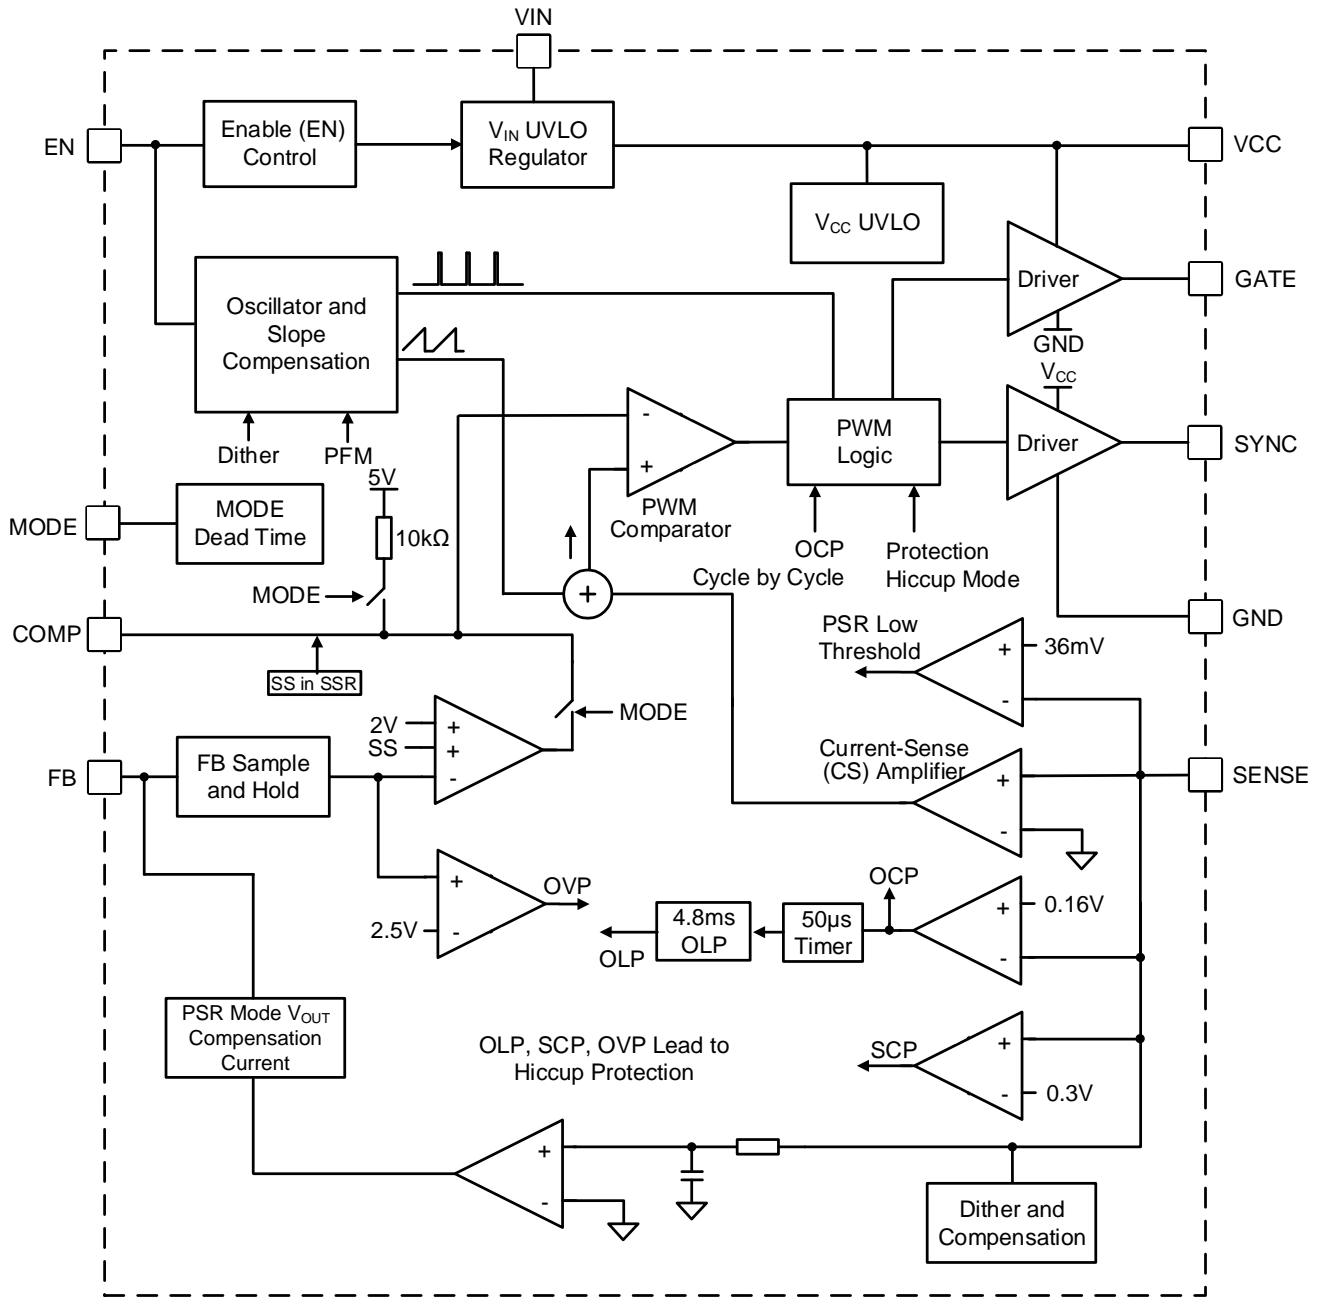 VIN
EN
Enable (EN)
Control
VIN UVLO
Regulator
VCC
VCC UVLO
Oscillator and
Slope
Compensation
Driver
GATE
GND
VCC
Dither
PFM
-
+
PWM
Comparator
PWM
Logic
Driver
SYNC
MODE
MODE
Dead Time
5V
10kΩ
MODE
OCP
Cycle by Cycle
Protection
Hiccup Mode
+
COMP
SS in SSR
GND
PSR Low
Threshold
+
-
36mV
2V
SS
+
+
-
MODE
FB
FB Sample
and Hold
Current-Sense
(CS) Amplifier
+
-
SENSE
+
-
2.5V
OVP
OLP
4.8ms
OLP
50µs
Timer
OCP
+
-
0.16V
PSR Mode VOUT
Compensation
Current
OLP, SCP, OVP Lead to
Hiccup Protection
SCP
+
-
0.3V
+
-
Dither and
Compensation